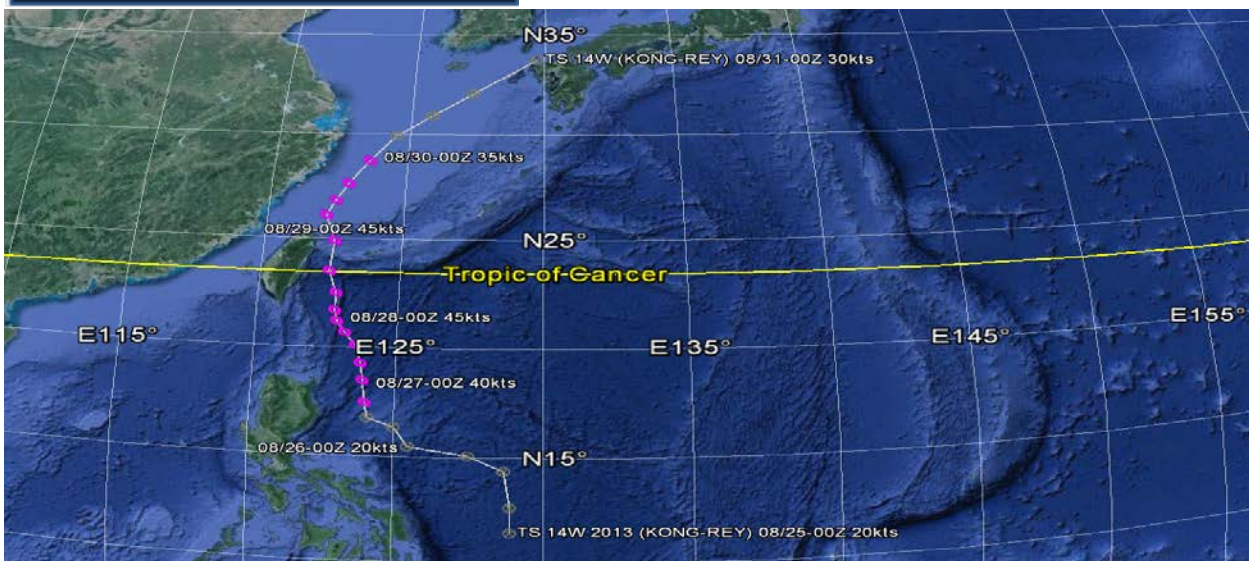 N35°
TS 14W (KONG-REY) 08/31-00Z 30kts
08/30-00Z 35kts
08/29-00Z 45kts
N25°
Tropic of Cancer
E155°
08/28-00Z 45kts
E115°
E125°
E135°
E145°
08/27-00Z 40kts
08/26-00Z 20kts
N15°
TS 14W 2013 (KONG-REY) 08/25-00Z 20kts